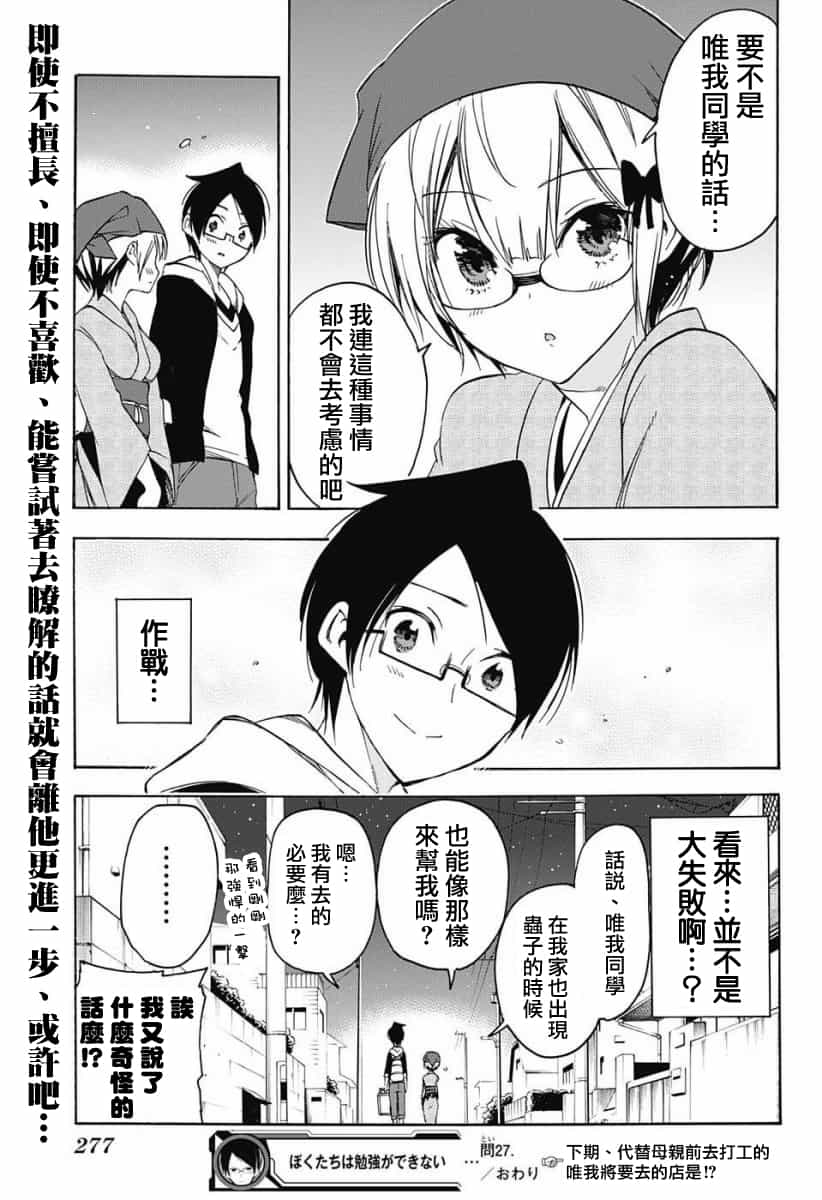 要不是
唯我同學的話…
我連這種事情
都不會去考慮的吧
作戰…
看來…並不是
大失敗啊…？
話說、唯我同學
在我家也出現
蟲子的時候
也能像那樣
來幫我嗎？
嗯…
我有去的
必要麼…？
看到剛剛
那強悍的一擊
………
誒
我又說了
什麼奇怪的
話麼!?
即使不擅長、即使不喜歡、能嘗試著去瞭解的話就會離他更進一步、或許吧…
277
ぼくたちは勉強ができない
…
とい
問27.
／おわり
☞
下期、代替母親前去打工的
唯我將要去的店是!?